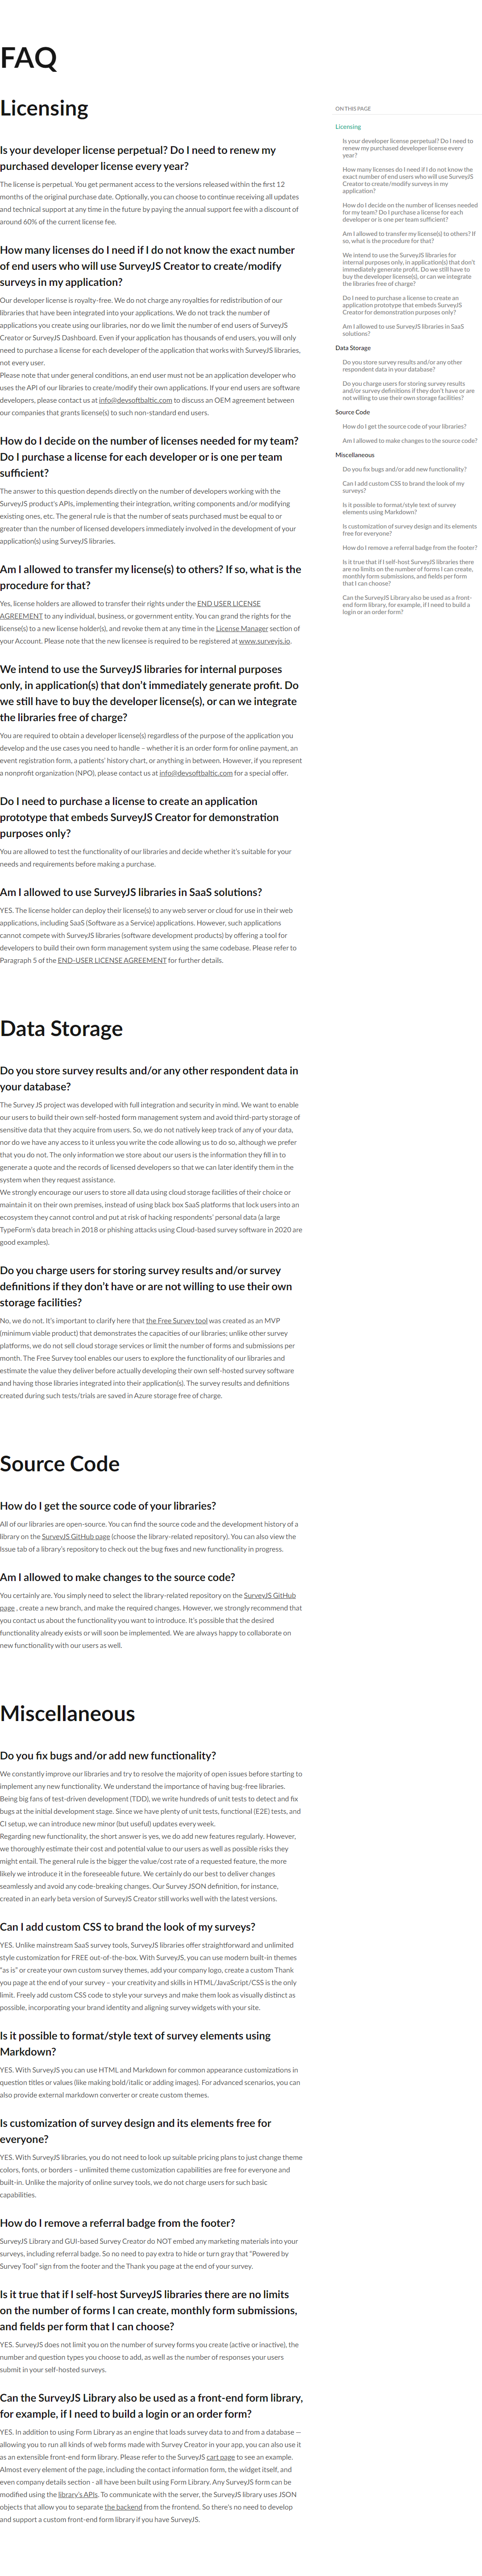 FAQ
Licensing
Is your developer license perpetual? Do I need to renew my
purchased developer license every year?
The license is perpetual. You get permanent access to the versions released within the first 12
months of the original purchase date. Optionally, you can choose to continue receiving all updates
and technical support at any time in the future by paying the annual support fee with a discount of
around 60% of the current license fee.
How many licenses do I need if I do not know the exact number
of end users who will use SurveyJS Creator to create/modify
surveys in my application?
Our developer license is royalty-free. We do not charge any royalties for redistribution of our
libraries that have been integrated into your applications. We do not track the number of
applications you create using our libraries, nor do we limit the number of end users of SurveyJS
Creator or SurveyJS Dashboard. Even if your application has thousands of end users, you will only
need to purchase a license for each developer of the application that works with SurveyJS libraries,
not every user.
Please note that under general conditions, an end user must not be an application developer who
uses the API of our libraries to create/modify their own applications. If your end users are software
developers, please contact us at info@devsoftbaltic.com to discuss an OEM agreement between
our companies that grants license(s) to such non-standard end users.
How do I decide on the number of licenses needed for my team?
Do I purchase a license for each developer or is one per team
sufficient?
The answer to this question depends directly on the number of developers working with the
SurveyJS product's APIs, implementing their integration, writing components and/or modifying
existing ones, etc. The general rule is that the number of seats purchased must be equal to or
greater than the number of licensed developers immediately involved in the development of your
application(s) using SurveyJS libraries.
Am I allowed to transfer my license(s) to others? If so, what is the
procedure for that?
Yes, license holders are allowed to transfer their rights under the END USER LICENSE
AGREEMENT to any individual, business, or government entity. You can grand the rights for the
license(s) to a new license holder(s), and revoke them at any time in the License Manager section of
your Account. Please note that the new licensee is required to be registered at www.surveyjs.io.
We intend to use the SurveyJS libraries for internal purposes
only, in application(s) that don't immediately generate profit. Do
we still have to buy the developer license(s), or can we integrate
the libraries free of charge?
You are required to obtain a developer license(s) regardless of the purpose of the application you
develop and the use cases you need to handle – whether it is an order form for online payment, an
event registration form, a patients' history chart, or anything in between. However, if you represent
a nonprofit organization (NPO), please contact us at info@devsoftbaltic.com for a special offer.
Do I need to purchase a license to create an application
prototype that embeds SurveyJS Creator for demonstration
purposes only?
You are allowed to test the functionality of our libraries and decide whether it's suitable for your
needs and requirements before making a purchase.
Am I allowed to use SurveyJS libraries in SaaS solutions?
YES. The license holder can deploy their license(s) to any web server or cloud for use in their web
applications, including SaaS (Software as a Service) applications. However, such applications
cannot compete with SurveyJS libraries (software development products) by offering a tool for
developers to build their own form management system using the same codebase. Please refer to
Paragraph 5 of the END-USER LICENSE AGREEMENT for further details.
Data Storage
Do you store survey results and/or any other respondent data in
your database?
The Survey JS project was developed with full integration and security in mind. We want to enable
our users to build their own self-hosted form management system and avoid third-party storage of
sensitive data that they acquire from users. So, we do not natively keep track of any of your data,
nor do we have any access to it unless you write the code allowing us to do so, although we prefer
that you do not. The only information we store about our users is the information they fill in to
generate a quote and the records of licensed developers so that we can later identify them in the
system when they request assistance.
We strongly encourage our users to store all data using cloud storage facilities of their choice or
maintain it on their own premises, instead of using black box SaaS platforms that lock users into an
ecosystem they cannot control and put at risk of hacking respondents' personal data (a large
TypeForm's data breach in 2018 or phishing attacks using Cloud-based survey software in 2020 are
good examples).
Do you charge users for storing survey results and/or survey
definitions if they don't have or are not willing to use their own
storage facilities?
No, we do not. It's important to clarify here that the Free Survey tool was created as an MVP
(minimum viable product) that demonstrates the capacities of our libraries; unlike other survey
platforms, we do not sell cloud storage services or limit the number of forms and submissions per
month. The Free Survey tool enables our users to explore the functionality of our libraries and
estimate the value they deliver before actually developing their own self-hosted survey software
and having those libraries integrated into their application(s). The survey results and definitions
created during such tests/trials are saved in Azure storage free of charge.
Source Code
How do I get the source code of your libraries?
All of our libraries are open-source. You can find the source code and the development history of a
library on the SurveyJS GitHub page (choose the library-related repository). You can also view the
Issue tab of a library's repository to check out the bug fixes and new functionality in progress.
Am I allowed to make changes to the source code?
You certainly are. You simply need to select the library-related repository on the SurveyJS GitHub
page , create a new branch, and make the required changes. However, we strongly recommend that
you contact us about the functionality you want to introduce. It's possible that the desired
functionality already exists or will soon be implemented. We are always happy to collaborate on
new functionality with our users as well.
Miscellaneous
Do you fix bugs and/or add new functionality?
We constantly improve our libraries and try to resolve the majority of open issues before starting to
implement any new functionality. We understand the importance of having bug-free libraries.
Being big fans of test-driven development (TDD), we write hundreds of unit tests to detect and fix
bugs at the initial development stage. Since we have plenty of unit tests, functional (E2E) tests, and
CI setup, we can introduce new minor (but useful) updates every week.
Regarding new functionality, the short answer is yes, we do add new features regularly. However,
we thoroughly estimate their cost and potential value to our users as well as possible risks they
might entail. The general rule is the bigger the value/cost rate of a requested feature, the more
likely we introduce it in the foreseeable future. We certainly do our best to deliver changes
seamlessly and avoid any code-breaking changes. Our Survey JSON definition, for instance,
created in an early beta version of SurveyJS Creator still works well with the latest versions.
Can I add custom CSS to brand the look of my surveys?
YES. Unlike mainstream SaaS survey tools, SurveyJS libraries offer straightforward and unlimited
style customization for FREE out-of-the-box. With SurveyJS, you can use modern built-in themes
"as is" or create your own custom survey themes, add your company logo, create a custom Thank
you page at the end of your survey – your creativity and skills in HTML/JavaScript/CSS is the only
limit. Freely add custom CSS code to style your surveys and make them look as visually distinct as
possible, incorporating your brand identity and aligning survey widgets with your site.
Is it possible to format/style text of survey elements using
Markdown?
YES. With SurveyJS you can use HTML and Markdown for common appearance customizations in
question titles or values (like making bold/italic or adding images). For advanced scenarios, you can
also provide external markdown converter or create custom themes.
Is customization of survey design and its elements free for
everyone?
YES. With SurveyJS libraries, you do not need to look up suitable pricing plans to just change theme
colors, fonts, or borders – unlimited theme customization capabilities are free for everyone and
built-in. Unlike the majority of online survey tools, we do not charge users for such basic
capabilities.
How do I remove a referral badge from the footer?
SurveyJS Library and GUI-based Survey Creator do NOT embed any marketing materials into your
surveys, including referral badge. So no need to pay extra to hide or turn gray that "Powered by
Survey Tool" sign from the footer and the Thank you page at the end of your survey.
Is it true that if I self-host SurveyJS libraries there are no limits
on the number of forms I can create, monthly form submissions,
and fields per form that I can choose?
YES. SurveyJS does not limit you on the number of survey forms you create (active or inactive), the
number and question types you choose to add, as well as the number of responses your users
submit in your self-hosted surveys.
Can the SurveyJS Library also be used as a front-end form library,
for example, if I need to build a login or an order form?
YES. In addition to using Form Library as an engine that loads survey data to and from a database —
allowing you to run all kinds of web forms made with Survey Creator in your app, you can also use it
as an extensible front-end form library. Please refer to the SurveyJS cart page to see an example.
Almost every element of the page, including the contact information form, the widget itself, and
even company details section - all have been built using Form Library. Any SurveyJS form can be
modified using the library's APIs. To communicate with the server, the SurveyJS library uses JSON
objects that allow you to separate the backend from the frontend. So there's no need to develop
and support a custom front-end form library if you have SurveyJS.
ON THIS PAGE
Licensing
Is your developer license perpetual? Do I need to
renew my purchased developer license every
year?
How many licenses do I need if I do not know the
exact number of end users who will use SurveyJS
Creator to create/modify surveys in my
application?
How do I decide on the number of licenses needed
for my team? Do I purchase a license for each
developer or is one per team sufficient?
Am I allowed to transfer my license(s) to others? If
so, what is the procedure for that?
We intend to use the SurveyJS libraries for
internal purposes only, in application(s) that don't
immediately generate profit. Do we still have to
buy the developer license(s), or can we integrate
the libraries free of charge?
Do I need to purchase a license to create an
application prototype that embeds SurveyJS
Creator for demonstration purposes only?
Am I allowed to use SurveyJS libraries in SaaS
solutions?
Data Storage
Do you store survey results and/or any other
respondent data in your database?
Do you charge users for storing survey results
and/or survey definitions if they don't have or are
not willing to use their own storage facilities?
Source Code
How do I get the source code of your libraries?
Am I allowed to make changes to the source code?
Miscellaneous
Do you fix bugs and/or add new functionality?
Can I add custom CSS to brand the look of my
surveys?
Is it possible to format/style text of survey
elements using Markdown?
Is customization of survey design and its elements
free for everyone?
How do I remove a referral badge from the footer?
Is it true that if I self-host SurveyJS libraries there
are no limits on the number of forms I can create,
monthly form submissions, and fields per form
that I can choose?
Can the SurveyJS Library also be used as a front-
end form library, for example, if I need to build a
login or an order form?